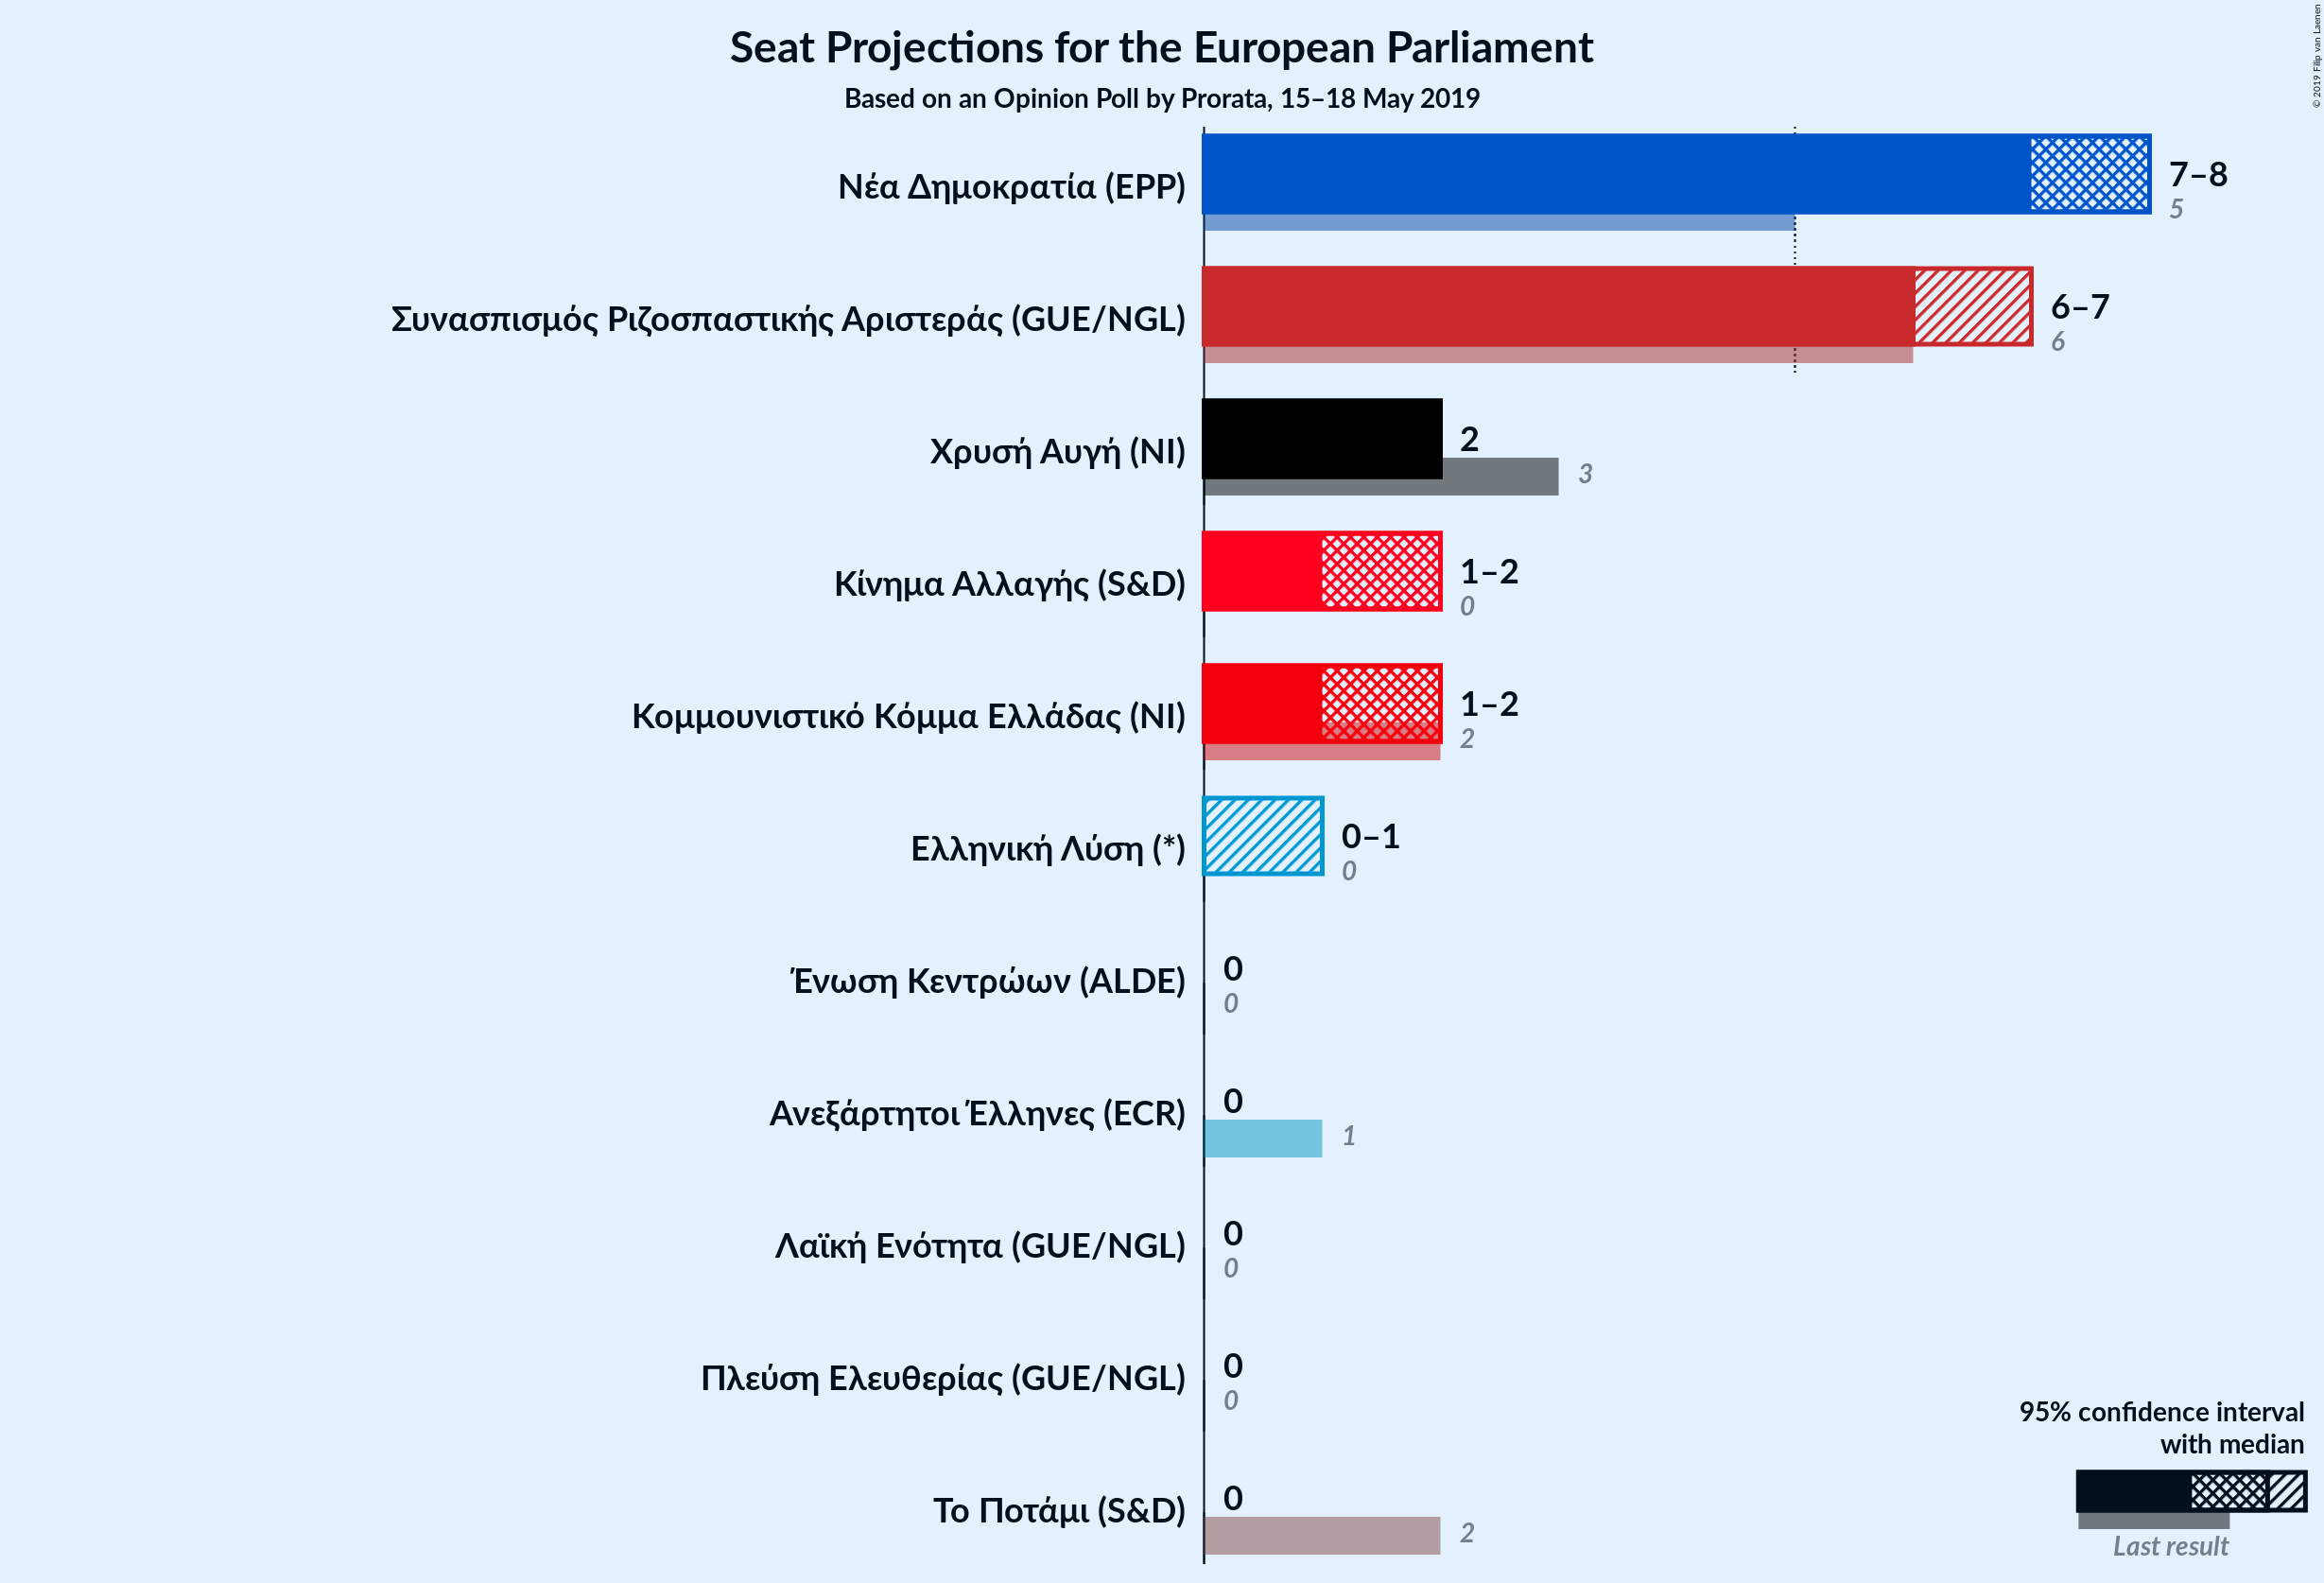 Seat Projections for the European Parliament
Based on an Opinion Poll by Prorata, 15–18 May 2019
© 2019 Filip van Laenen
Νέα Δημοκρατία (EPP)
7–8
5
Συνασπισμός Ριζοσπαστικής Αριστεράς (GUE/NGL)
6–7
6
Χρυσή Αυγή (NI)
2
3
Κίνημα Αλλαγής (S&D)
1–2
0
Κομμουνιστικό Κόμμα Ελλάδας (NI)
1–2
2
Ελληνική Λύση (*)
0–1
0
Ένωση Κεντρώων (ALDE)
0
0
Ανεξάρτητοι Έλληνες (ECR)
0
1
Λαϊκή Ενότητα (GUE/NGL)
0
0
Πλεύση Ελευθερίας (GUE/NGL)
0
0
Το Ποτάμι (S&D)
0
2
95% confidence interval
with median
Last result